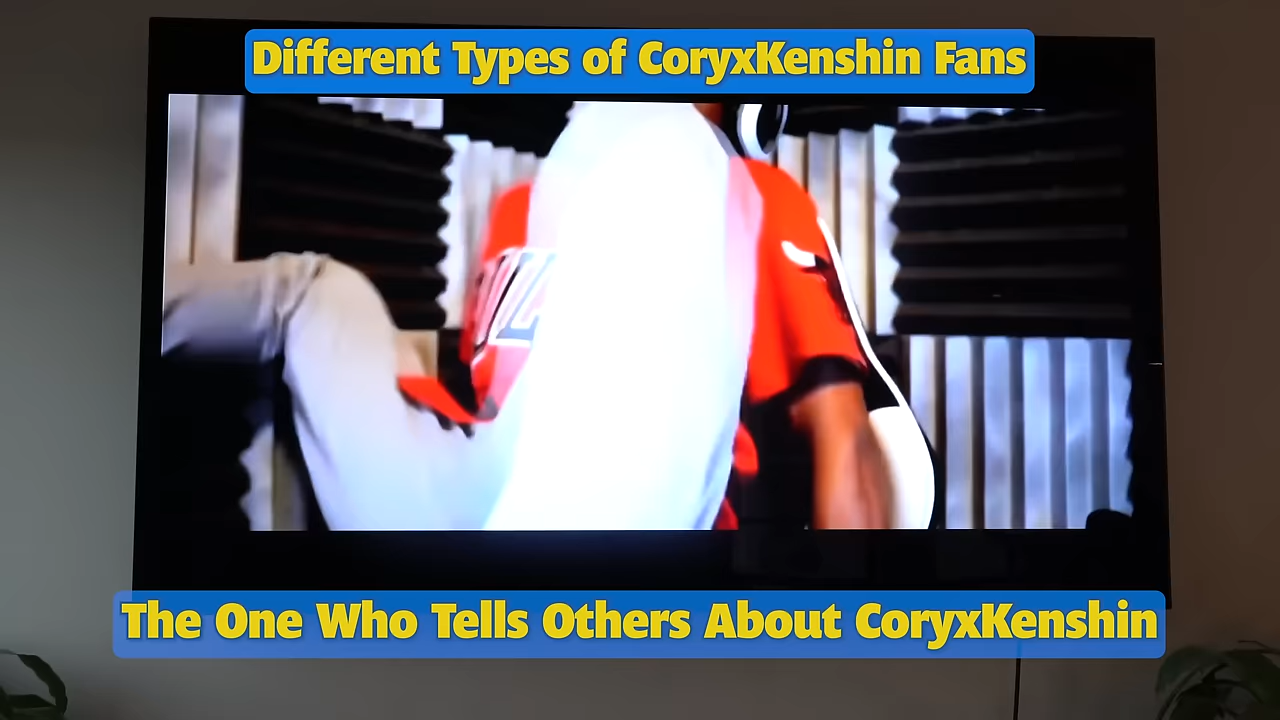 Different Types of CoryxKenshin Fans
The One Who Tells Others About CoryxKenshin